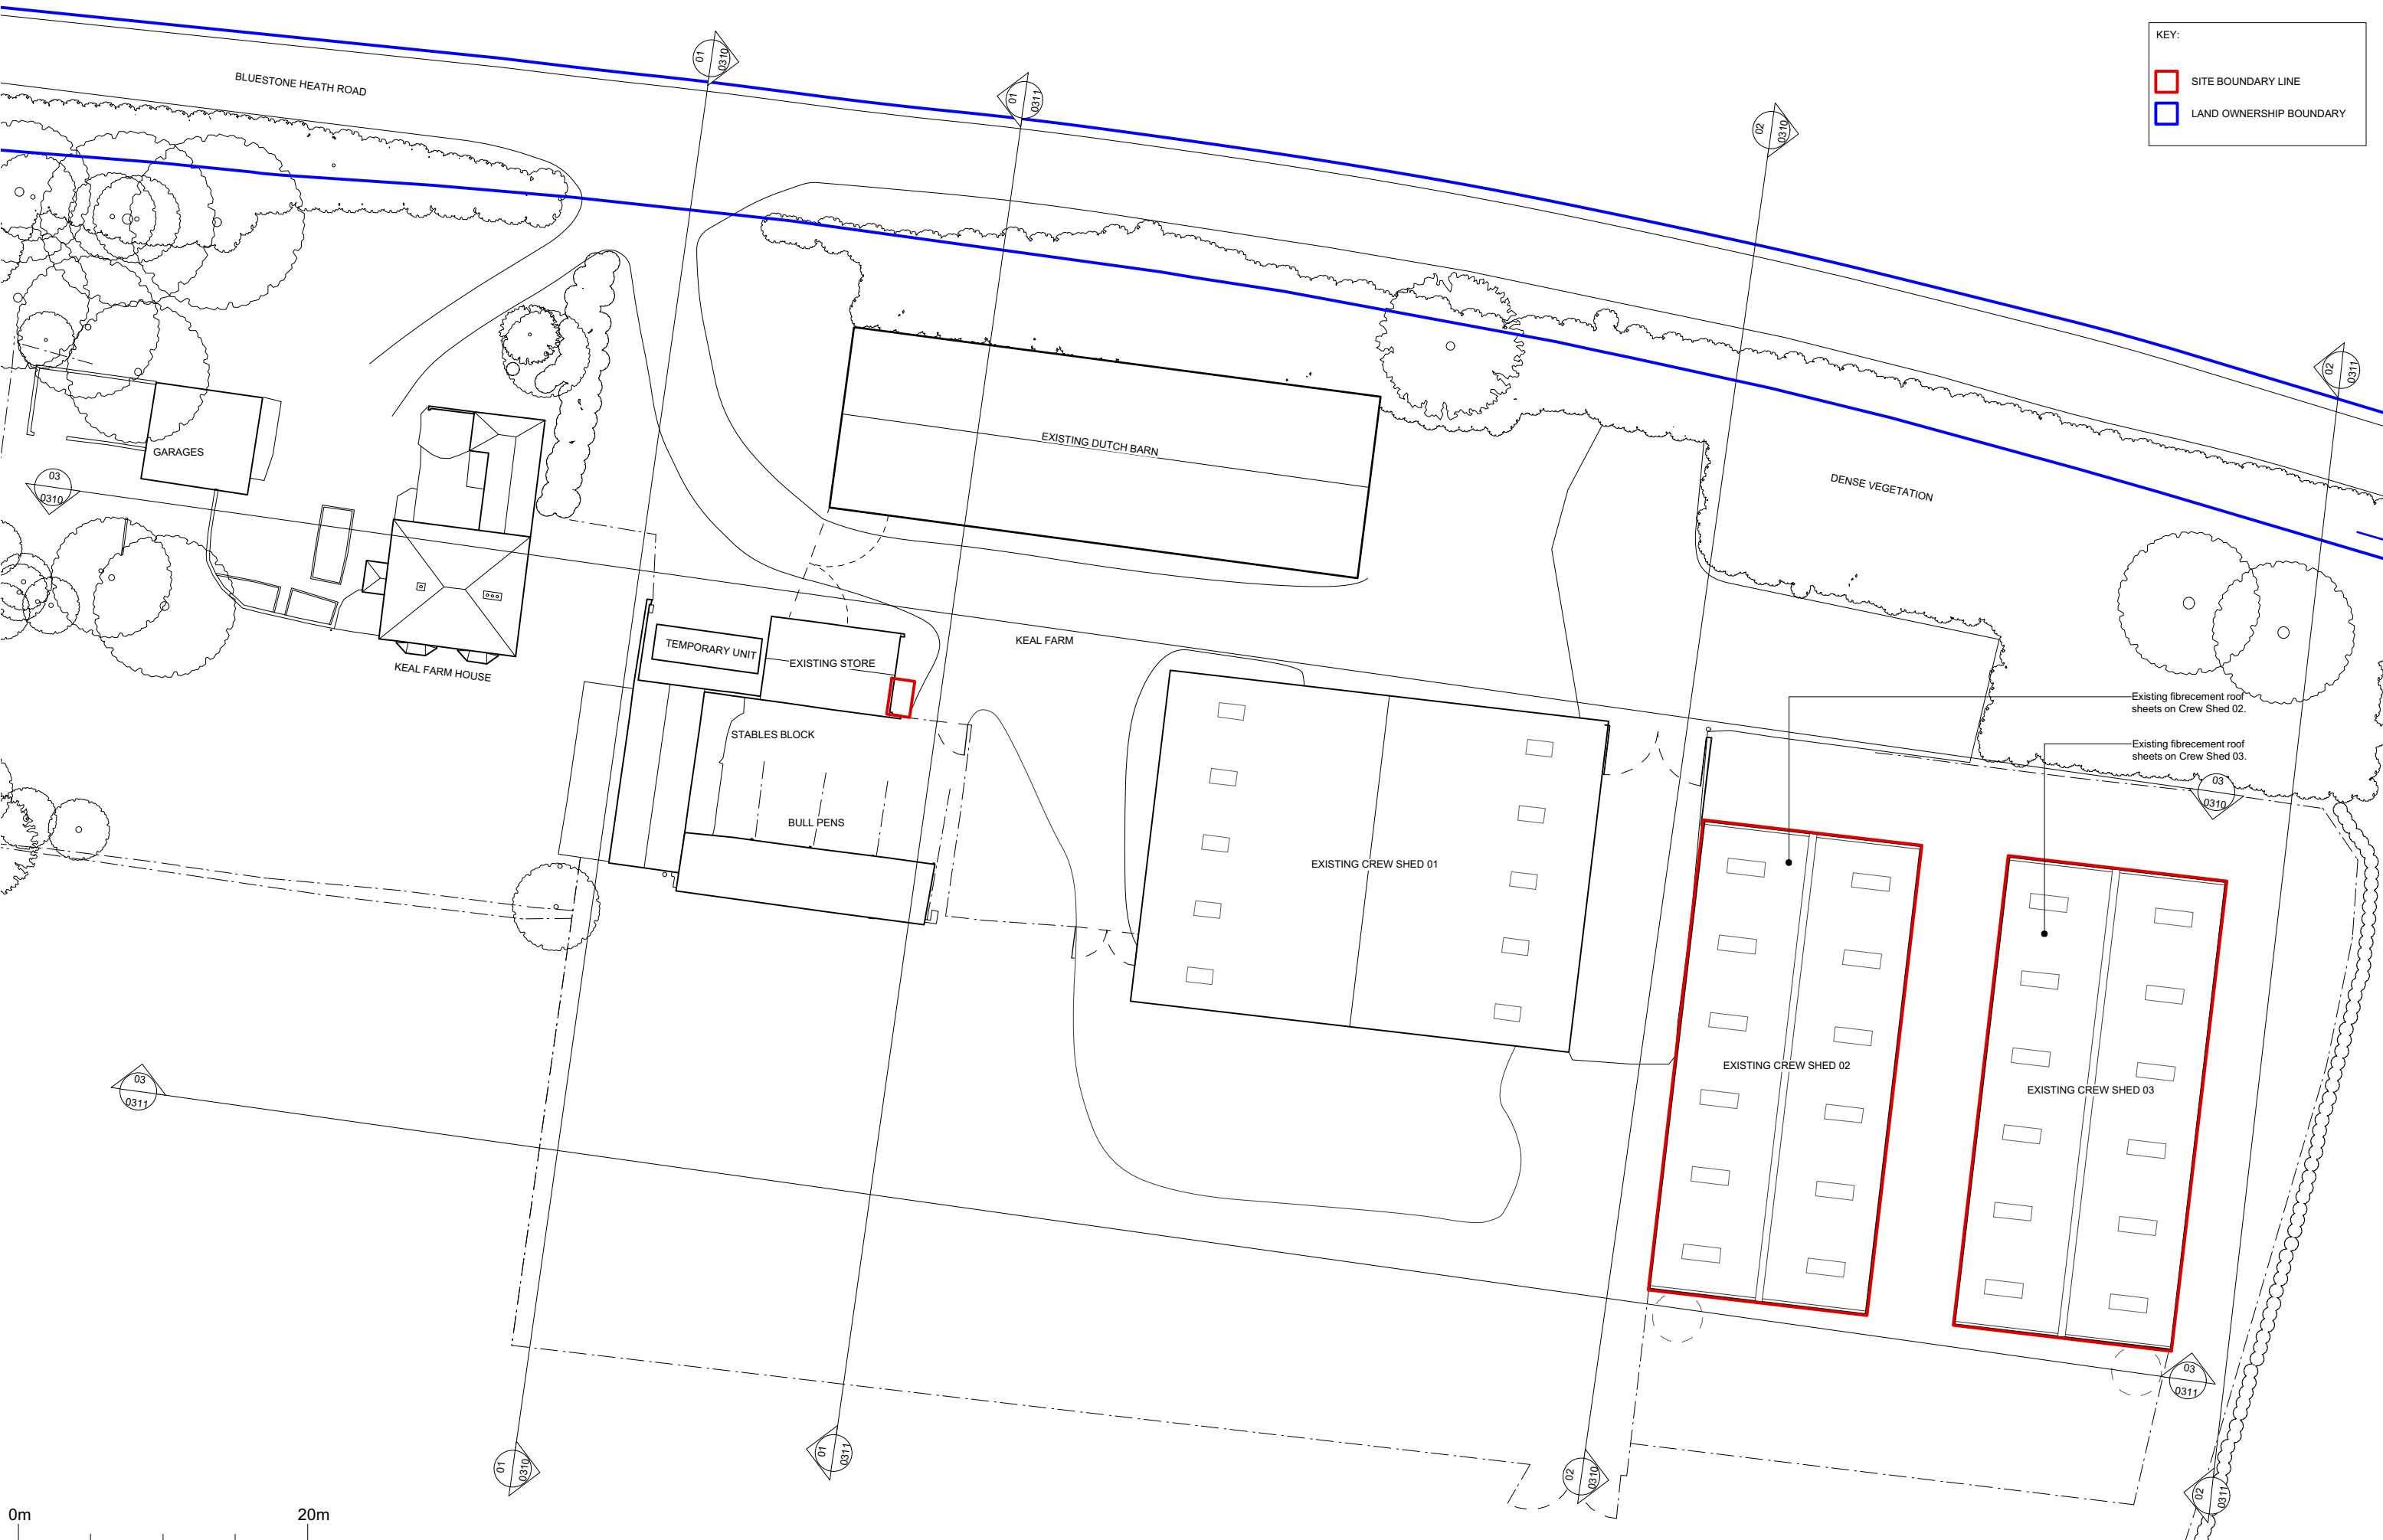 KEY:
SITE BOUNDARY LINE
LAND OWNERSHIP BOUNDARY
BLUESTONE HEATH ROAD
01
0310
01
0311
02
0310
02
0311
GARAGES
03
0310
EXISTING DUTCH BARN
DENSE VEGETATION
KEAL FARM
TEMPORARY UNIT
EXISTING STORE
KEAL FARM HOUSE
STABLES BLOCK
BULL PENS
Existing fibrecement roof
sheets on Crew Shed 02.
Existing fibrecement roof
sheets on Crew Shed 03.
03
0310
EXISTING CREW SHED 01
EXISTING CREW SHED 02
EXISTING CREW SHED 03
03
0311
03
0311
01
0310
01
0311
02
0310
02
0311
0m
20m